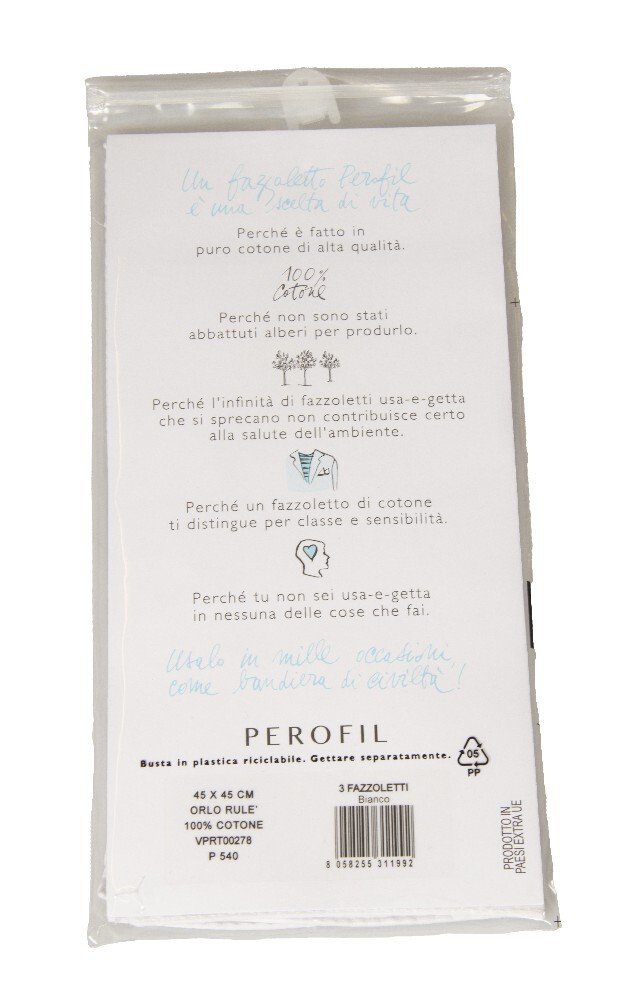 Un fazzoletto Perofil
è una scelta di vita
Perché è fatto in
puro cotone di alta qualità.
100%
Cotone
Perché non sono stati
abbattuti alberi per produrlo.
Perché l'infinità di fazzoletti usa-e-getta
che si sprecano non contribuisce certo
alla salute dell'ambiente.
Perché un fazzoletto di cotone
ti distingue per classe e sensibilità.
Perché tu non sei usa-e-getta
in nessuna delle cose che fai.
Usalo in mille occasioni,
come bandiera di civiltà!
PEROFIL
Busta in plastica riciclabile. Gettare separatamente.
05
PP
45 X 45 CM
ORLO RULE'
100% COTONE
VPRT00278
P 540
3 FAZZOLETTI
Bianco
8 058255 311992
PRODOTTO IN
PAESI EXTRA UE